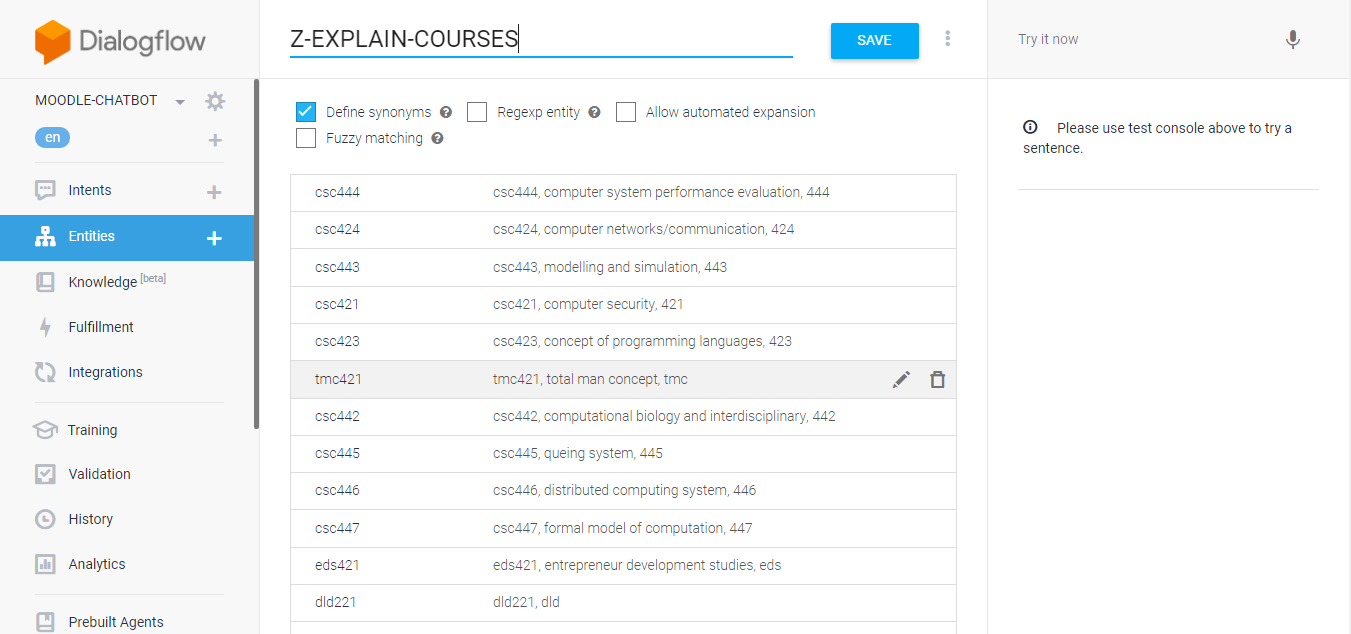 Dialogflow
MOODLE-CHATBOT
en
Intents
Entities
Knowledge [beta]
Fulfillment
Integrations
Training
Validation
History
Analytics
Prebuilt Agents
Z-EXPLAIN-COURSES
SAVE
Define synonyms
Regexp entity
Allow automated expansion
Fuzzy matching
csc444 csc444, computer system performance evaluation, 444
csc424 csc424, computer networks/communication, 424
csc443 csc443, modelling and simulation, 443
csc421 csc421, computer security, 421
csc423 csc423, concept of programming languages, 423
tmc421 tmc421, total man concept, tmc
csc442 csc442, computational biology and interdisciplinary, 442
csc445 csc445, queing system, 445
csc446 csc446, distributed computing system, 446
csc447 csc447, formal model of computation, 447
eds421 eds421, entrepreneur development studies, eds
dld221 dld221, dld
Try it now
Please use test console above to try a
sentence.